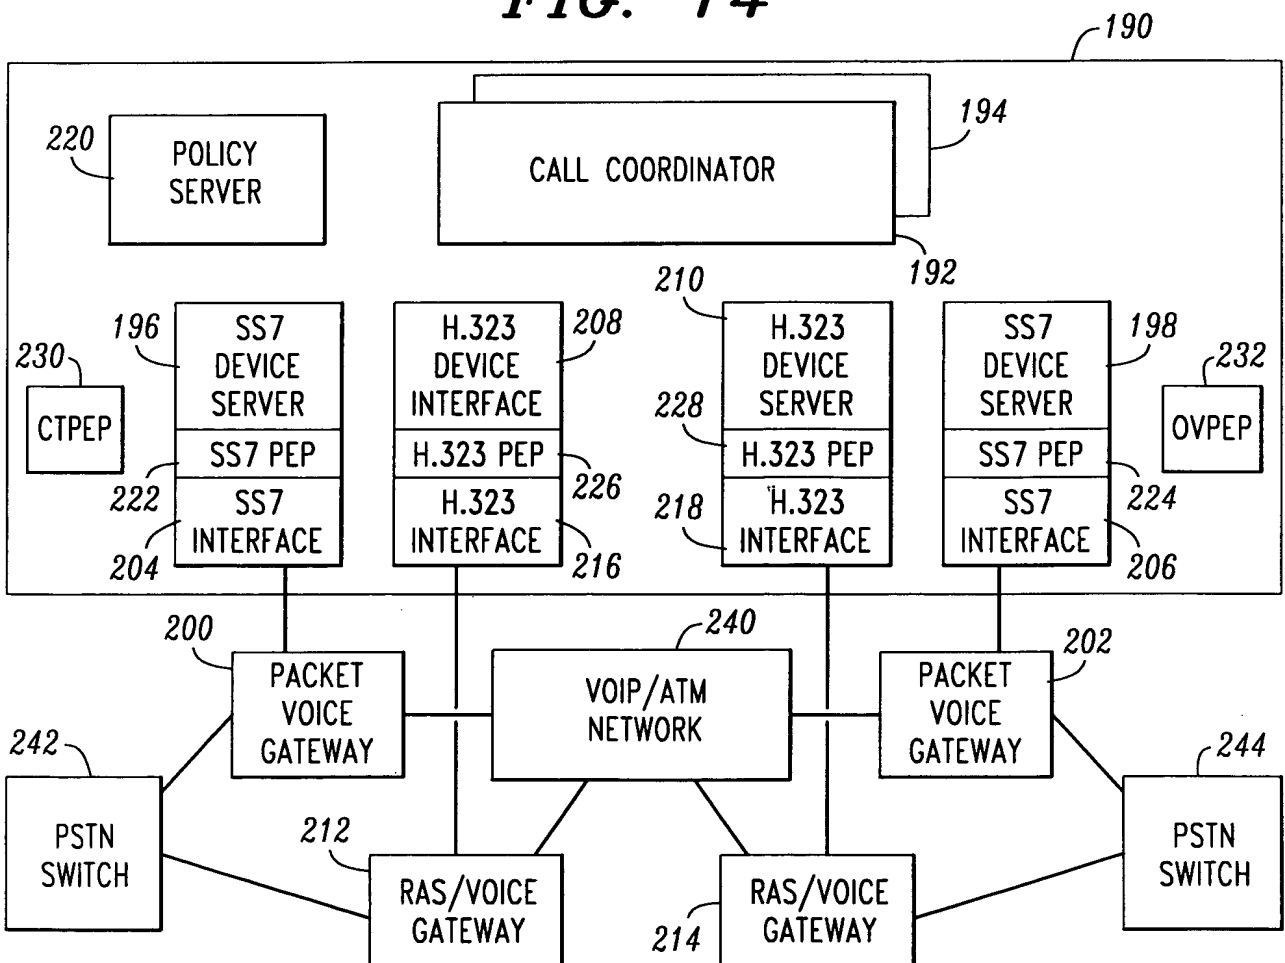 FIG. 14
190
220
POLICY
SERVER
CALL COORDINATOR
194
192
196
SS7
DEVICE
SERVER
H.323
DEVICE
INTERFACE
208
210
H.323
DEVICE
SERVER
SS7
DEVICE
SERVER
198
230
CTPEP
232
OVPEP
222
SS7 PEP
H.323 PEP
226
228
H.323 PEP
SS7 PEP
224
204
SS7
INTERFACE
H.323
INTERFACE
216
218
H.323
INTERFACE
SS7
INTERFACE
206
200
PACKET
VOICE
GATEWAY
240
VOIP/ATM
NETWORK
202
PACKET
VOICE
GATEWAY
242
PSTN
SWITCH
244
PSTN
SWITCH
212
RAS/VOICE
GATEWAY
214
RAS/VOICE
GATEWAY